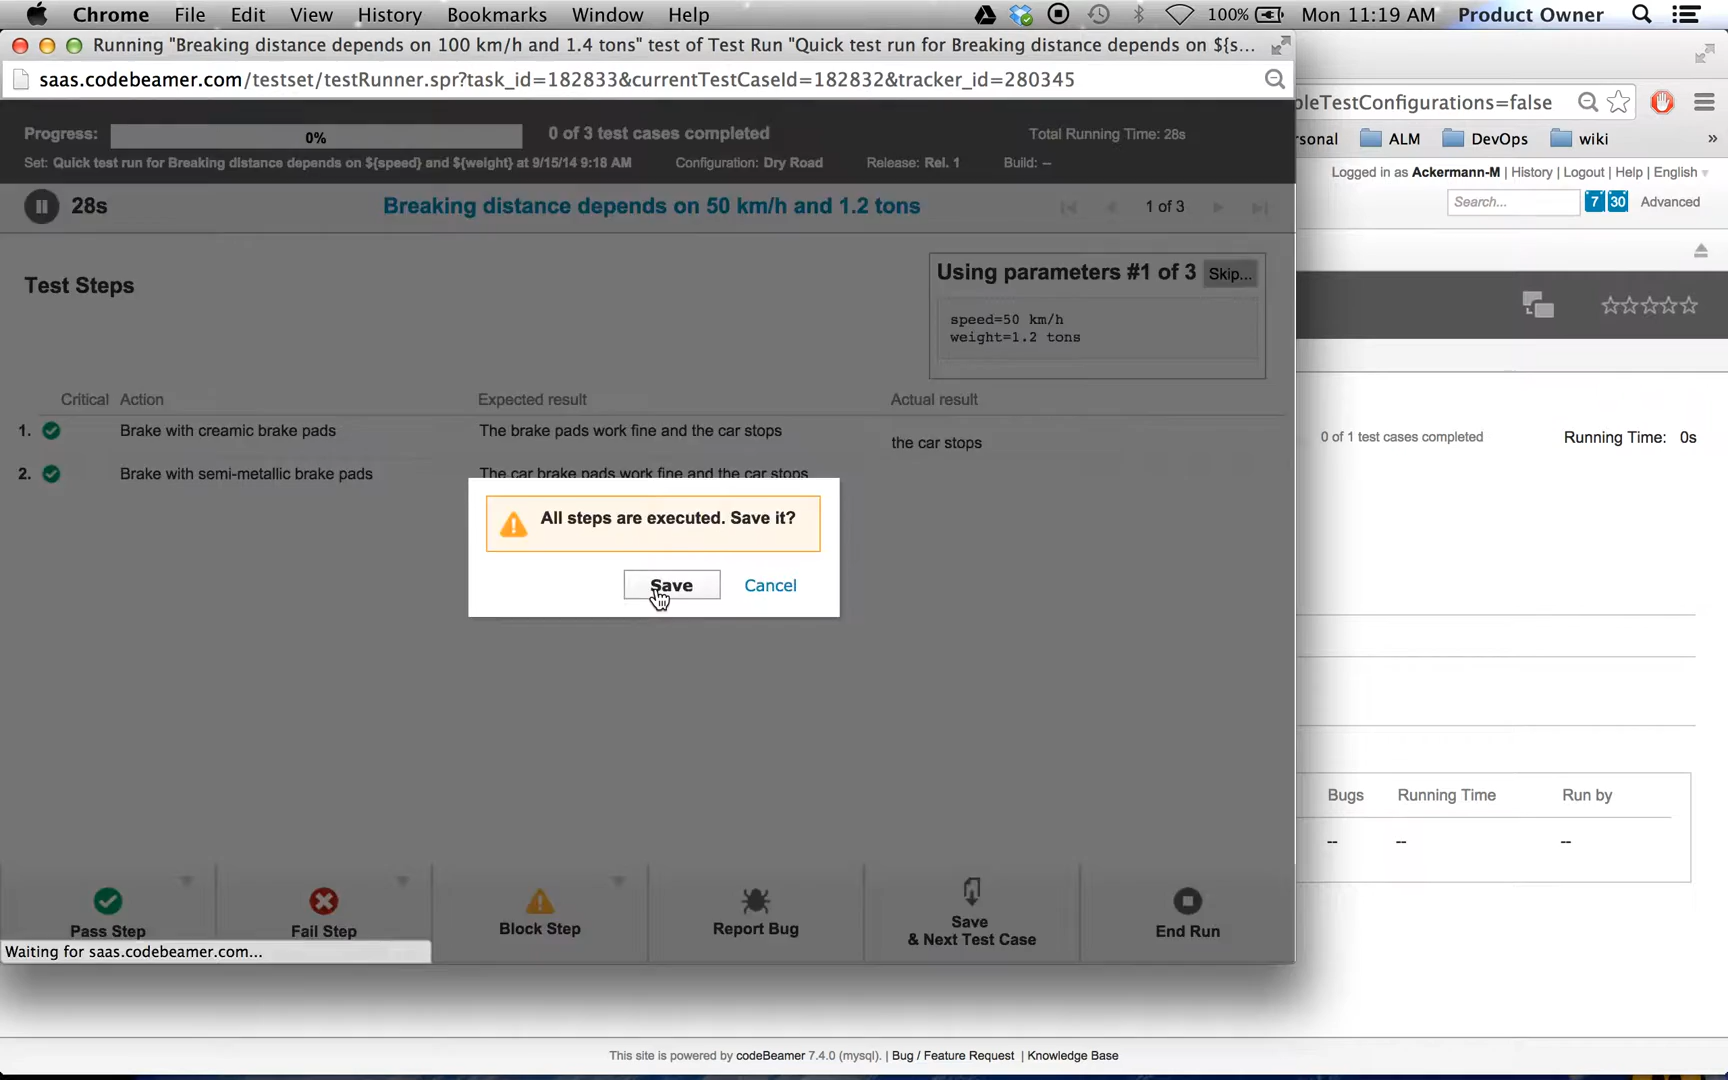 Chrome File Edit View History Bookmarks Window Help 100% Mon 11:19 AM Product Owner
Running "Breaking distance depends on 100 km/h and 1.4 tons" test of Test Run "Quick test run for Breaking distance depends on ${s...
saas.codebeamer.com/testset/testRunner.spr?task_id=182833&currentTestCaseId=182832&tracker_id=280345
bleTestConfigurations=false
rsonal ALM DevOps wiki »
Progress: 0% 0 of 3 test cases completed Total Running Time: 28s
Set: Quick test run for Breaking distance depends on ${speed} and ${weight} at 9/15/14 9:18 AM Configuration: Dry Road Release: Rel. 1 Build: --
Logged in as Ackermann-M | History | Logout | Help | English
Search... 7 30 Advanced
28s Breaking distance depends on 50 km/h and 1.2 tons 1 of 3
Test Steps
Using parameters #1 of 3 Skip...
speed=50 km/h
weight=1.2 tons
Critical Action Expected result Actual result
1. Brake with creamic brake pads The brake pads work fine and the car stops the car stops
2. Brake with semi-metallic brake pads The car brake pads work fine and the car stops
0 of 1 test cases completed Running Time: 0s
All steps are executed. Save it?
Save Cancel
Bugs Running Time Run by
-- -- --
Pass Step Fail Step Block Step Report Bug Save & Next Test Case End Run
Waiting for saas.codebeamer.com...
This site is powered by codeBeamer 7.4.0 (mysql). | Bug / Feature Request | Knowledge Base